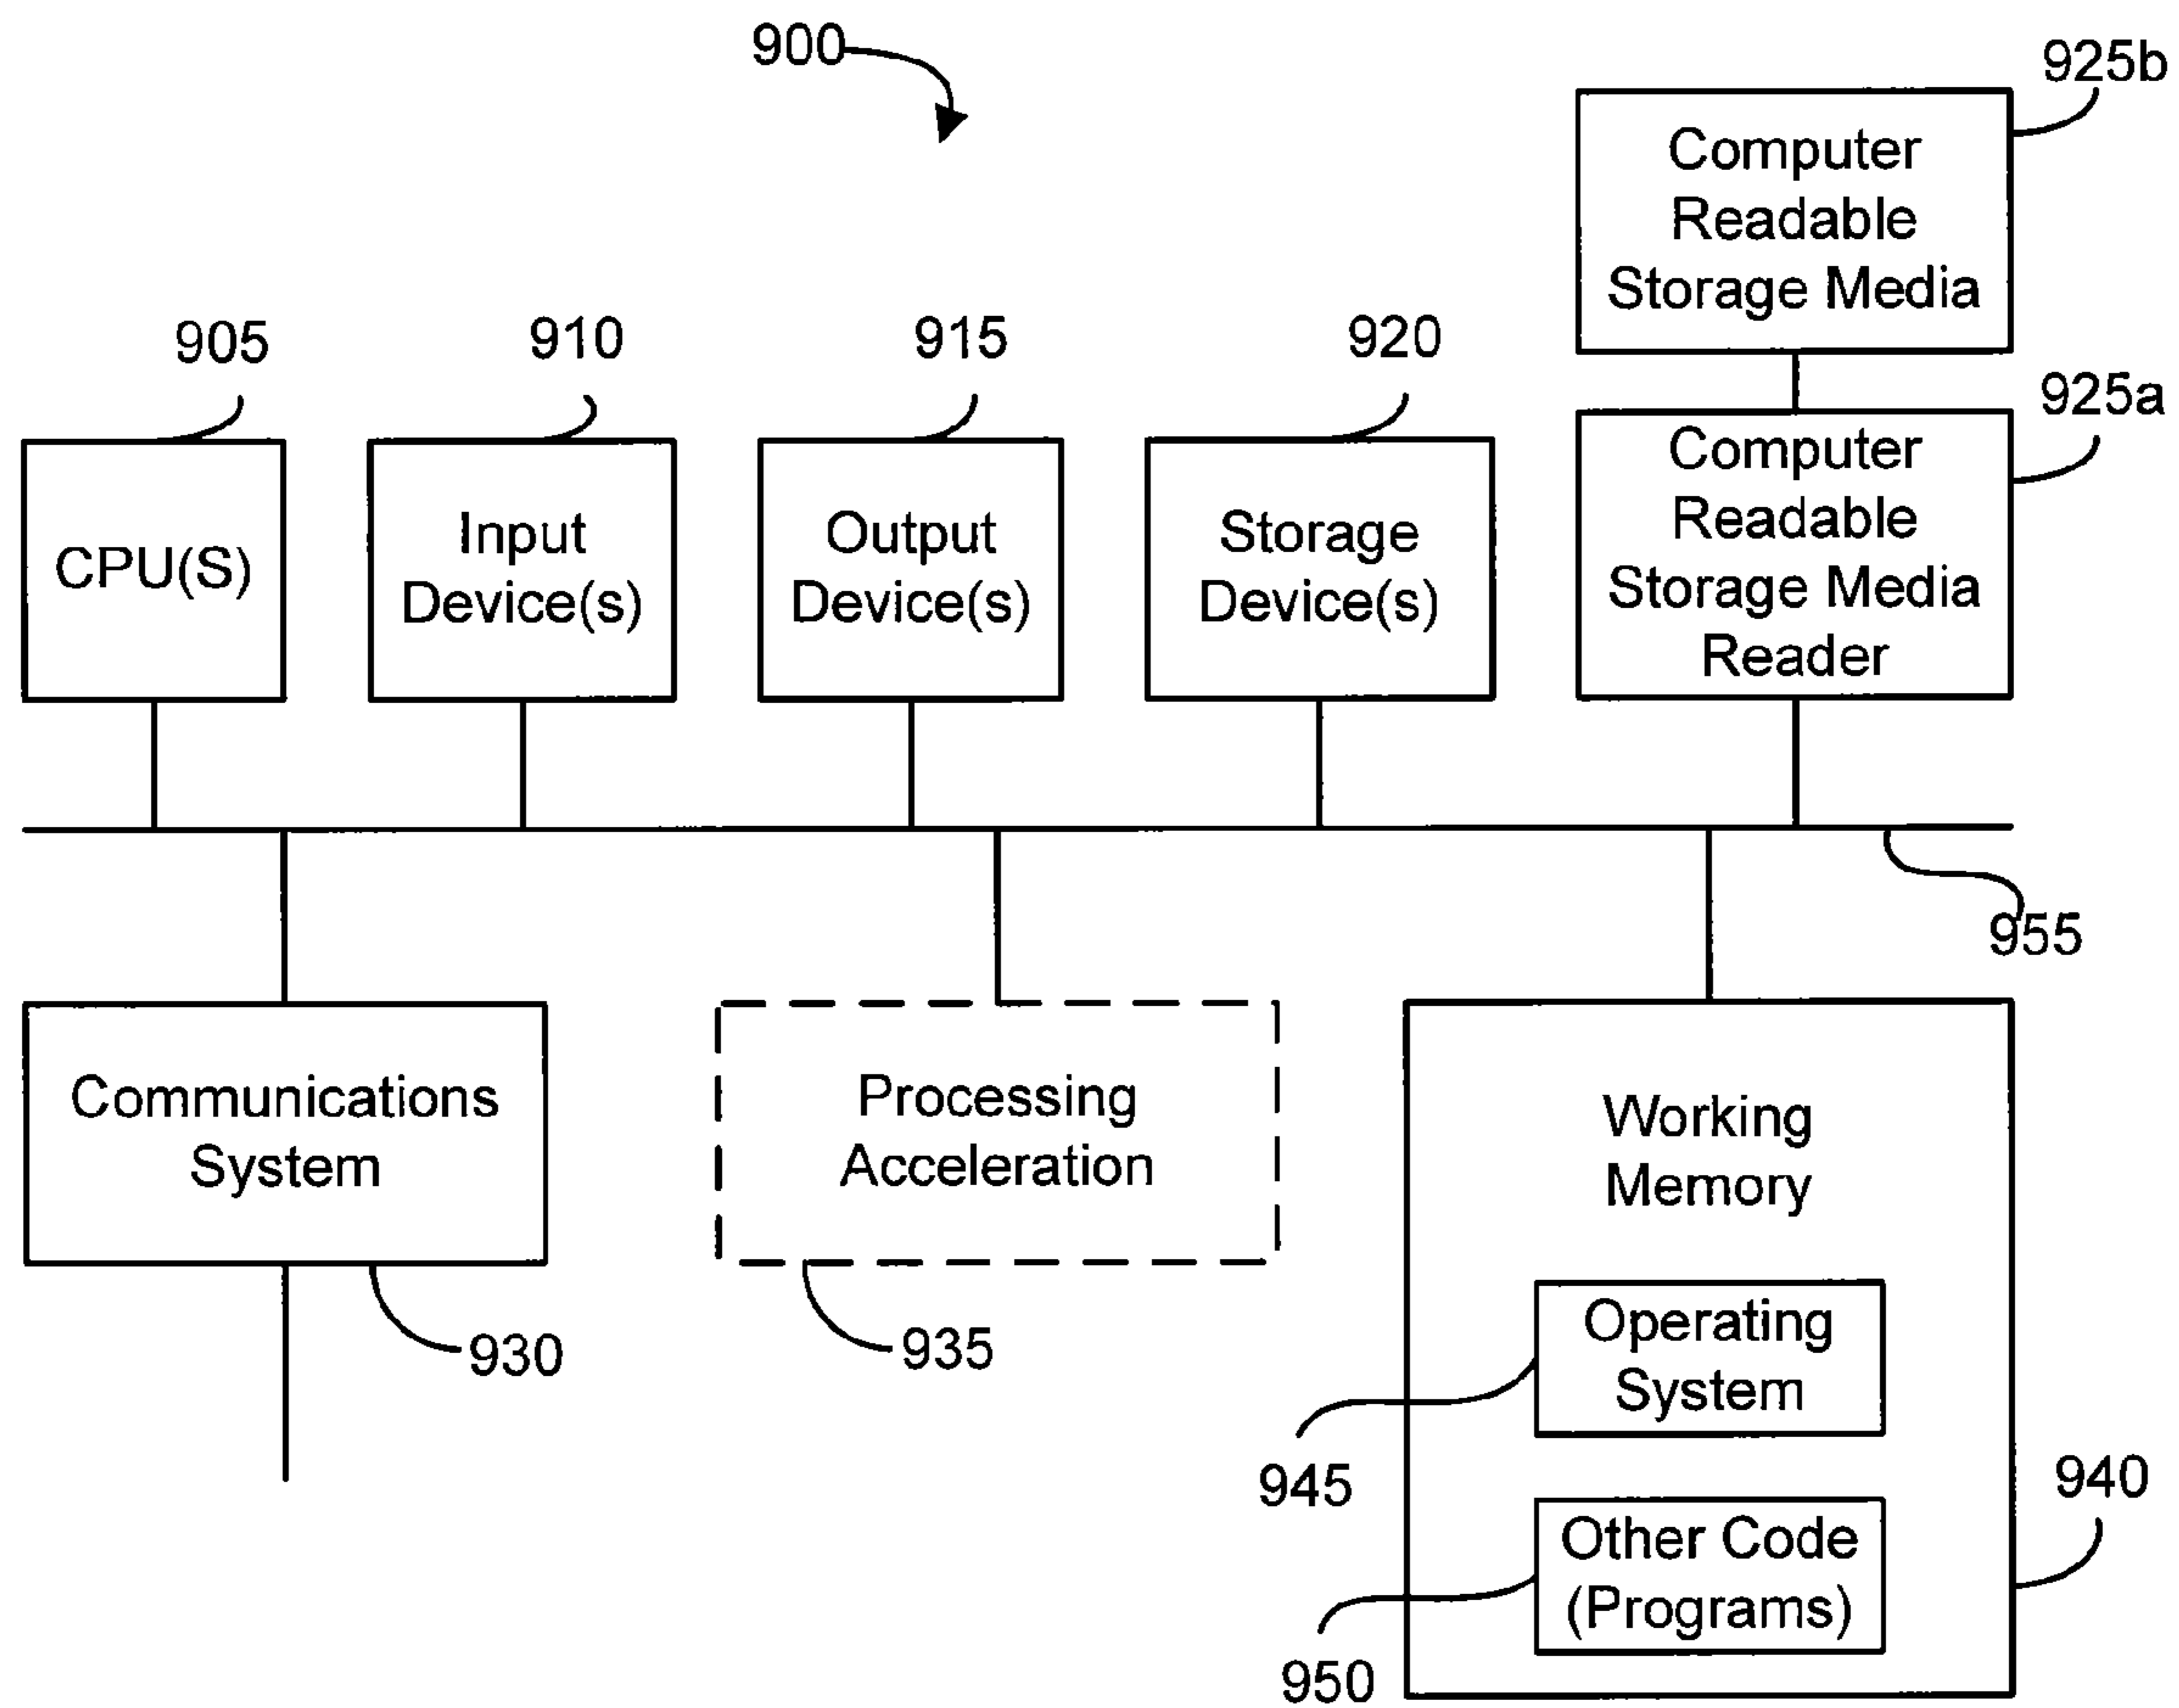 900
925b
Computer
Readable
Storage Media
905
910
915
920
925a
CPU(S)
Input
Device(s)
Output
Device(s)
Storage
Device(s)
Computer
Readable
Storage Media
Reader
955
Communications
System
930
Processing
Acceleration
935
Working
Memory
Operating
System
945
940
Other Code
(Programs)
950